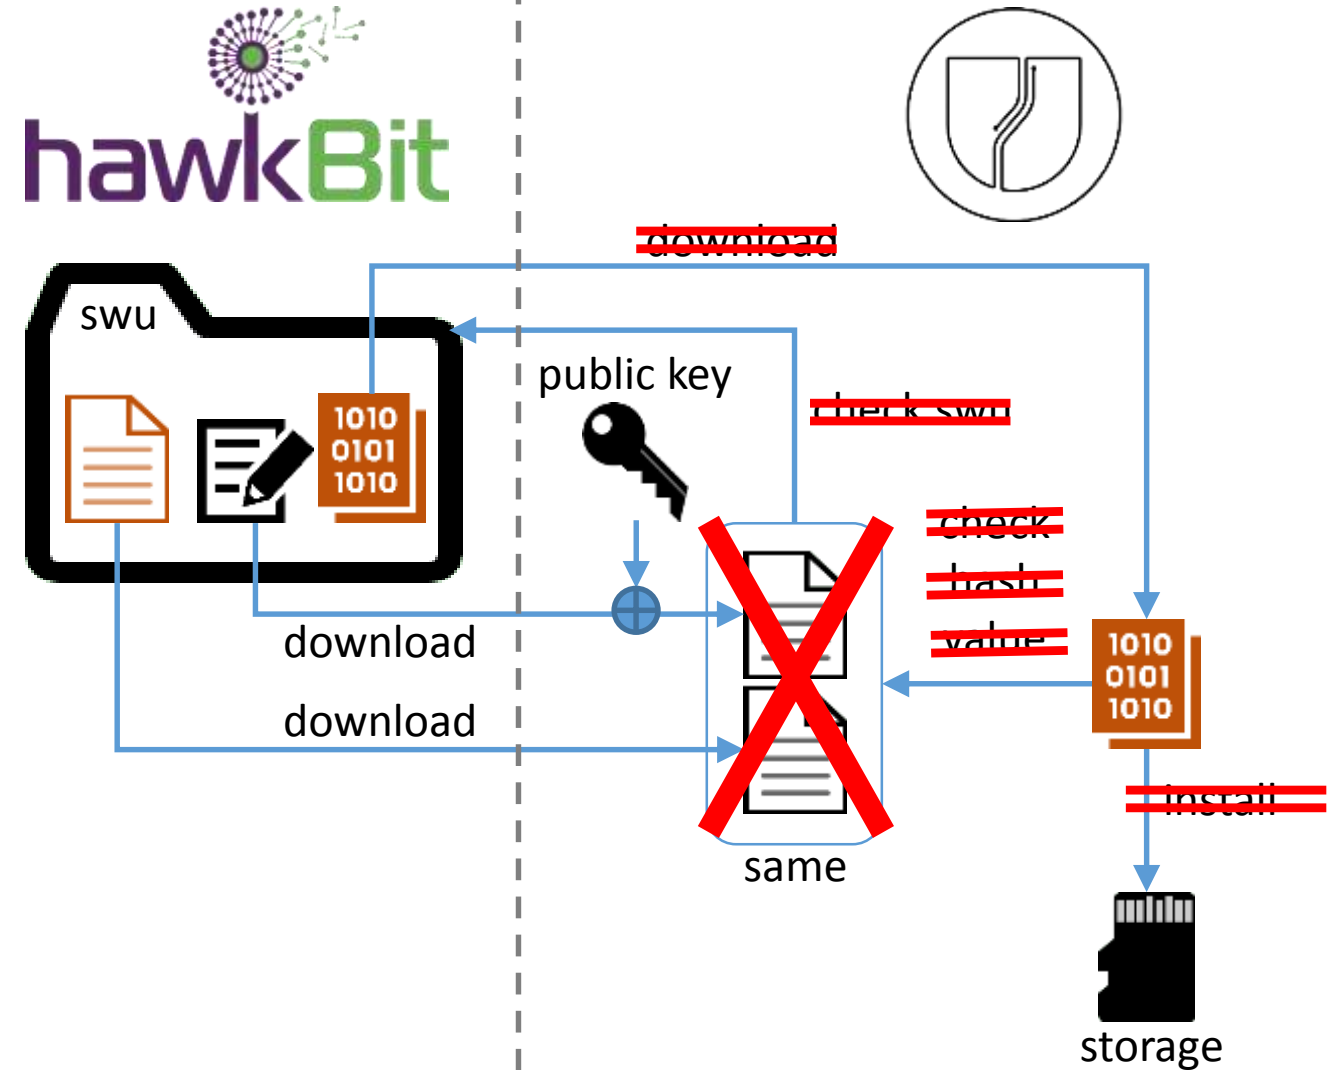 hawkBit
download
swu
public key
check swu
1010
0101
1010
check
hash
value
download
1010
0101
1010
download
install
same
storage